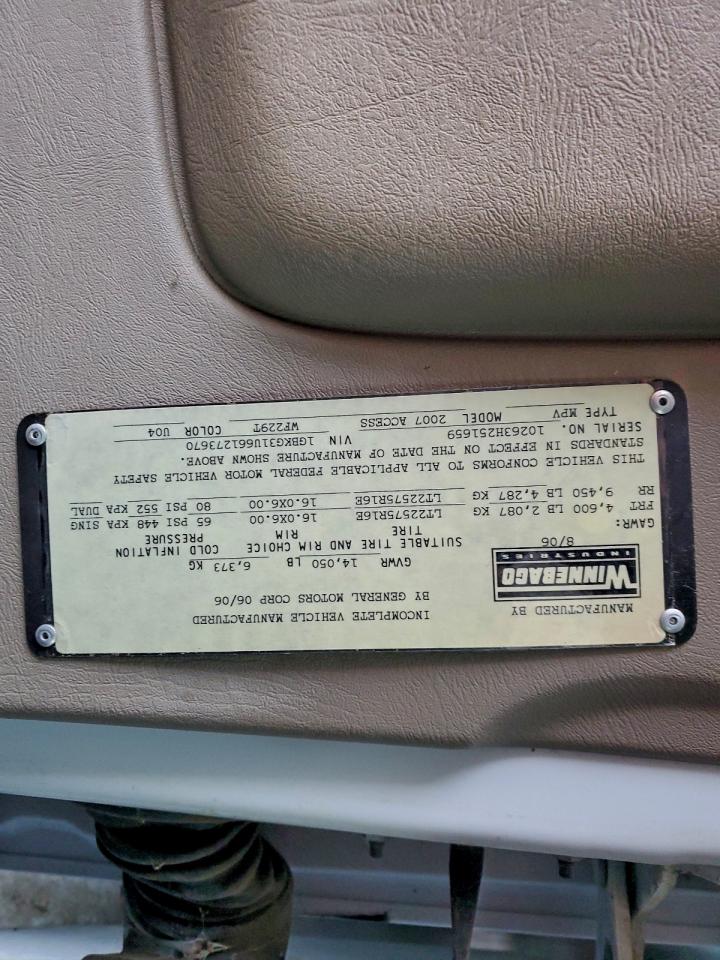 MANUFACTURED BY
WINNEBAGO
INDUSTRIES
8/06
INCOMPLETE VEHICLE MANUFACTURED
BY GENERAL MOTORS CORP 06/06
GVWR 14,050 LB 6,373 KG
SUITABLE TIRE AND RIM CHOICE COLD INFLATION
GAWR: TIRE RIM PRESSURE
FRT 4,600 LB 2,087 KG LT22575R16E 16.0X6.00 65 PSI 448 KPA SING
RR 9,450 LB 4,287 KG LT22575R16E 16.0X6.00 80 PSI 552 KPA DUAL
THIS VEHICLE CONFORMS TO ALL APPLICABLE FEDERAL MOTOR VEHICLE SAFETY
STANDARDS IN EFFECT ON THE DATE OF MANUFACTURE SHOWN ABOVE.
SERIAL NO. 10263H251659 VIN 1GBKG31U661273670
TYPE MPV MODEL 2007 ACCESS WF229T COLOR U04